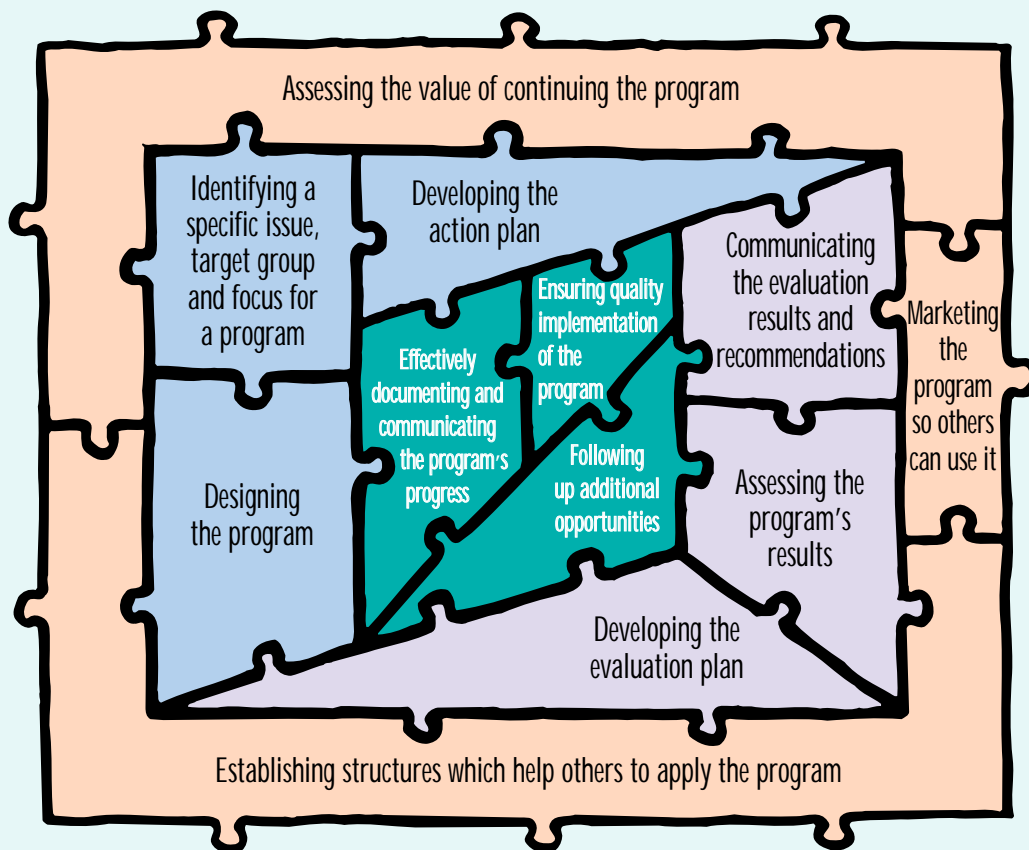 Assessing the value of continuing the program
Identifying a
specific issue,
target group
and focus for
a program
Developing the
action plan
Ensuring quality
implementation
of the
program
Effectively
documenting and
communicating
the program's
progress
Communicating
the evaluation
results and
recommendations
Marketing
the
program
so others
can use it
Designing
the program
Following
up additional
opportunities
Assessing the
program's
results
Developing the
evaluation plan
Establishing structures which help others to apply the program